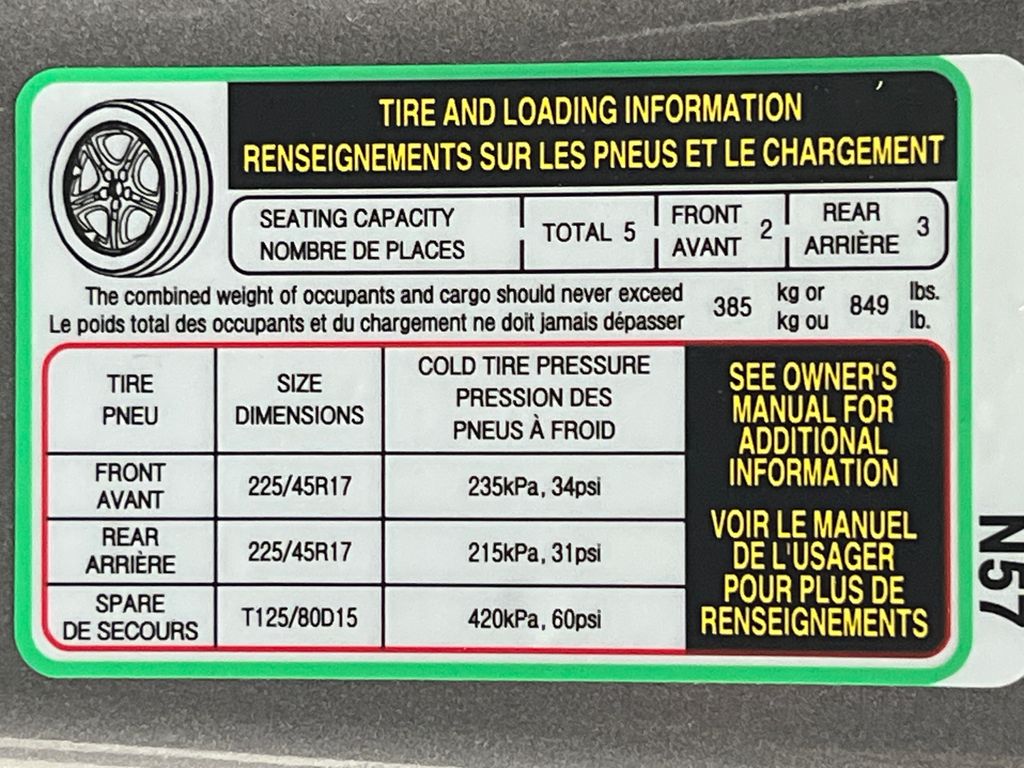 TIRE AND LOADING INFORMATION
RENSEIGNEMENTS SUR LES PNEUS ET LE CHARGEMENT
SEATING CAPACITY
NOMBRE DE PLACES
TOTAL 5
FRONT
AVANT
2
REAR
ARRIÈRE
3
The combined weight of occupants and cargo should never exceed
Le poids total des occupants et du chargement ne doit jamais dépasser
385
kg or
kg ou
849
lbs.
lb.
TIRE
PNEU
SIZE
DIMENSIONS
COLD TIRE PRESSURE
PRESSION DES
PNEUS À FROID
FRONT
AVANT
225/45R17
235kPa, 34psi
REAR
ARRIÈRE
225/45R17
215kPa, 31psi
SPARE
DE SECOURS
T125/80D15
420kPa, 60psi
SEE OWNER'S
MANUAL FOR
ADDITIONAL
INFORMATION
VOIR LE MANUEL
DE L'USAGER
POUR PLUS DE
RENSEIGNEMENTS
N57